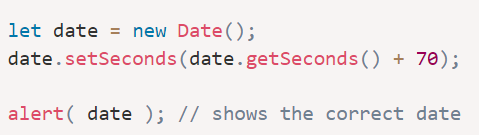 let date = new Date();
date.setSeconds(date.getSeconds() + 70);
alert( date ); // shows the correct date